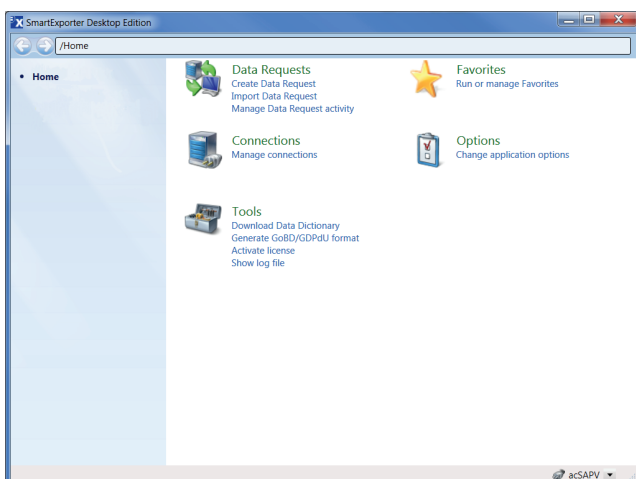 SmartExporter Desktop Edition
/Home
• Home
Data Requests
Create Data Request
Import Data Request
Manage Data Request activity
Favorites
Run or manage Favorites
Connections
Manage connections
Options
Change application options
Tools
Download Data Dictionary
Generate GoBD/GDPdU format
Activate license
Show log file
acSAPV